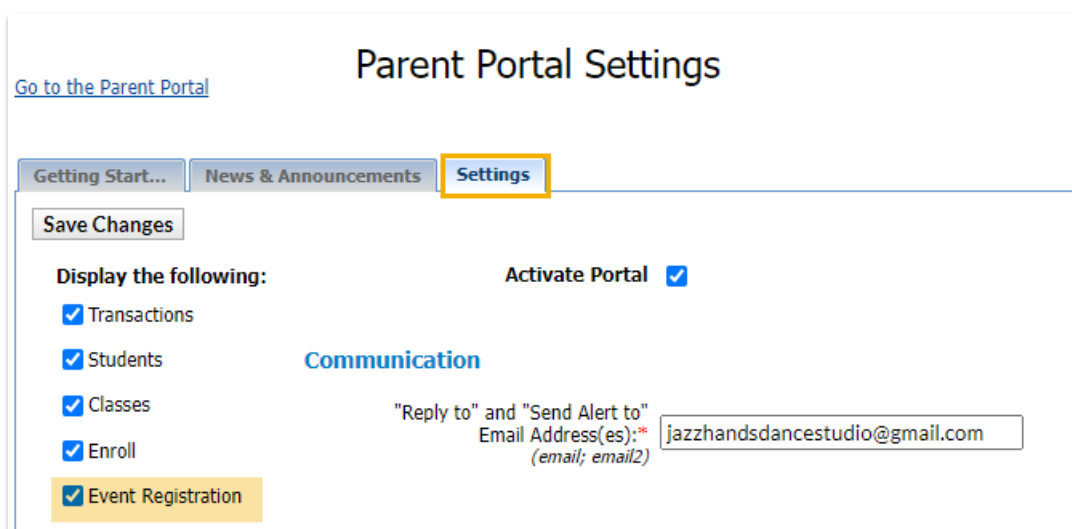 Parent Portal Settings
Go to the Parent Portal
Getting Start...
News & Announcements
Settings
Save Changes
Display the following:
Activate Portal
Transactions
Students
Communication
Classes
"Reply to" and "Send Alert to"
Email Address(es):*
jazzhandsdancestudio@gmail.com
(email; email2)
Enroll
Event Registration